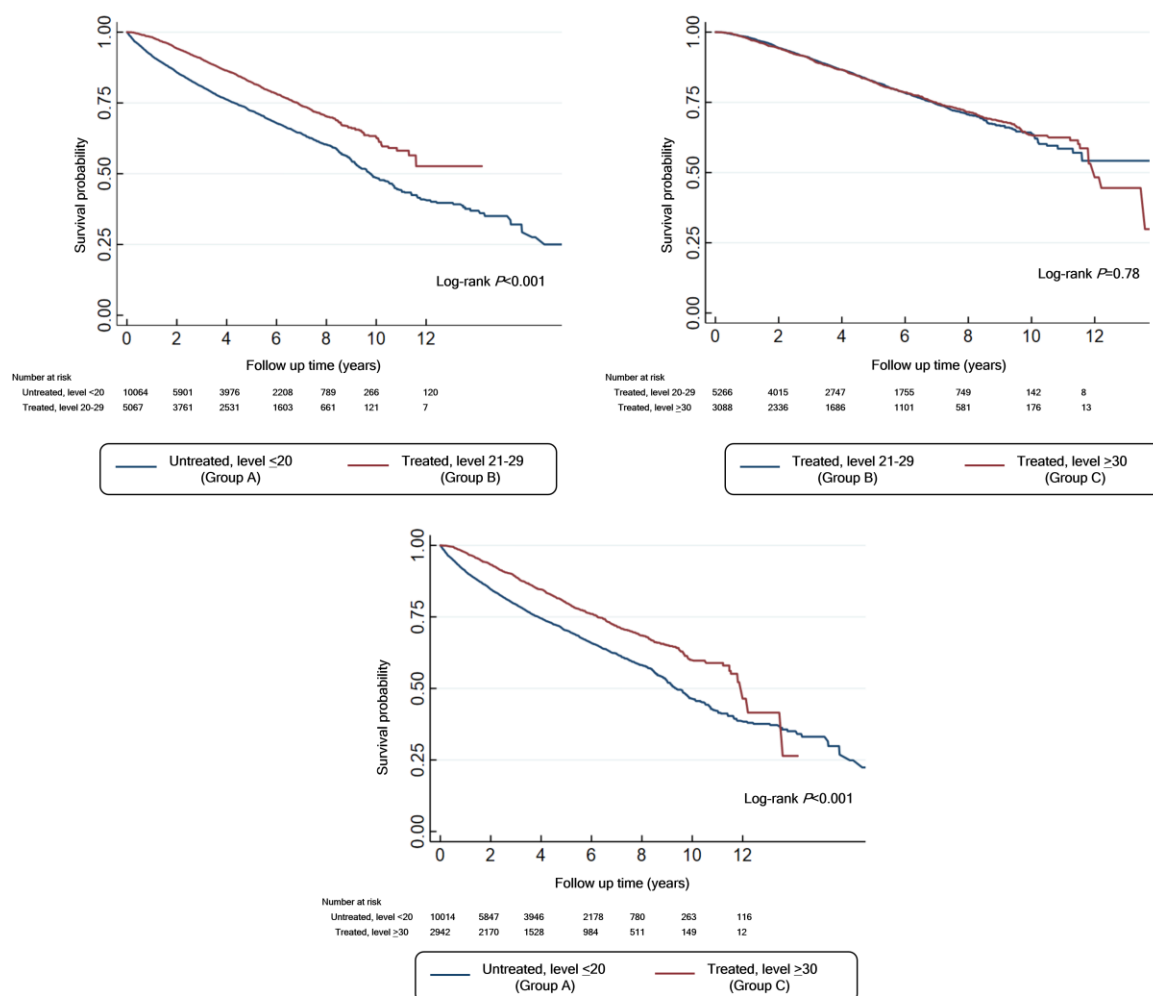 1.00
0.75
0.50
0.25
0.00
Survival probability
Log-rank P<0.001
0 2 4 6 8 10 12
Follow up time (years)
Number at risk
Untreated, level <20 10064 5901 3976 2208 789 266 120
Treated, level 20-29 5067 3761 2531 1603 661 121 7
Untreated, level ≤20
(Group A)
Treated, level 21-29
(Group B)
1.00
0.75
0.50
0.25
0.00
Survival probability
Log-rank P=0.78
0 2 4 6 8 10 12
Follow up time (years)
Number at risk
Treated, level 20-29 5266 4015 2747 1755 749 142 8
Treated, level ≥30 3088 2336 1686 1101 581 176 13
Treated, level 21-29
(Group B)
Treated, level ≥30
(Group C)
1.00
0.75
0.50
0.25
0.00
Survival probability
Log-rank P<0.001
0 2 4 6 8 10 12
Follow up time (years)
Number at risk
Untreated, level <20 10014 5847 3946 2178 780 263 116
Treated, level ≥30 2942 2170 1528 984 511 149 12
Untreated, level ≤20
(Group A)
Treated, level ≥30
(Group C)